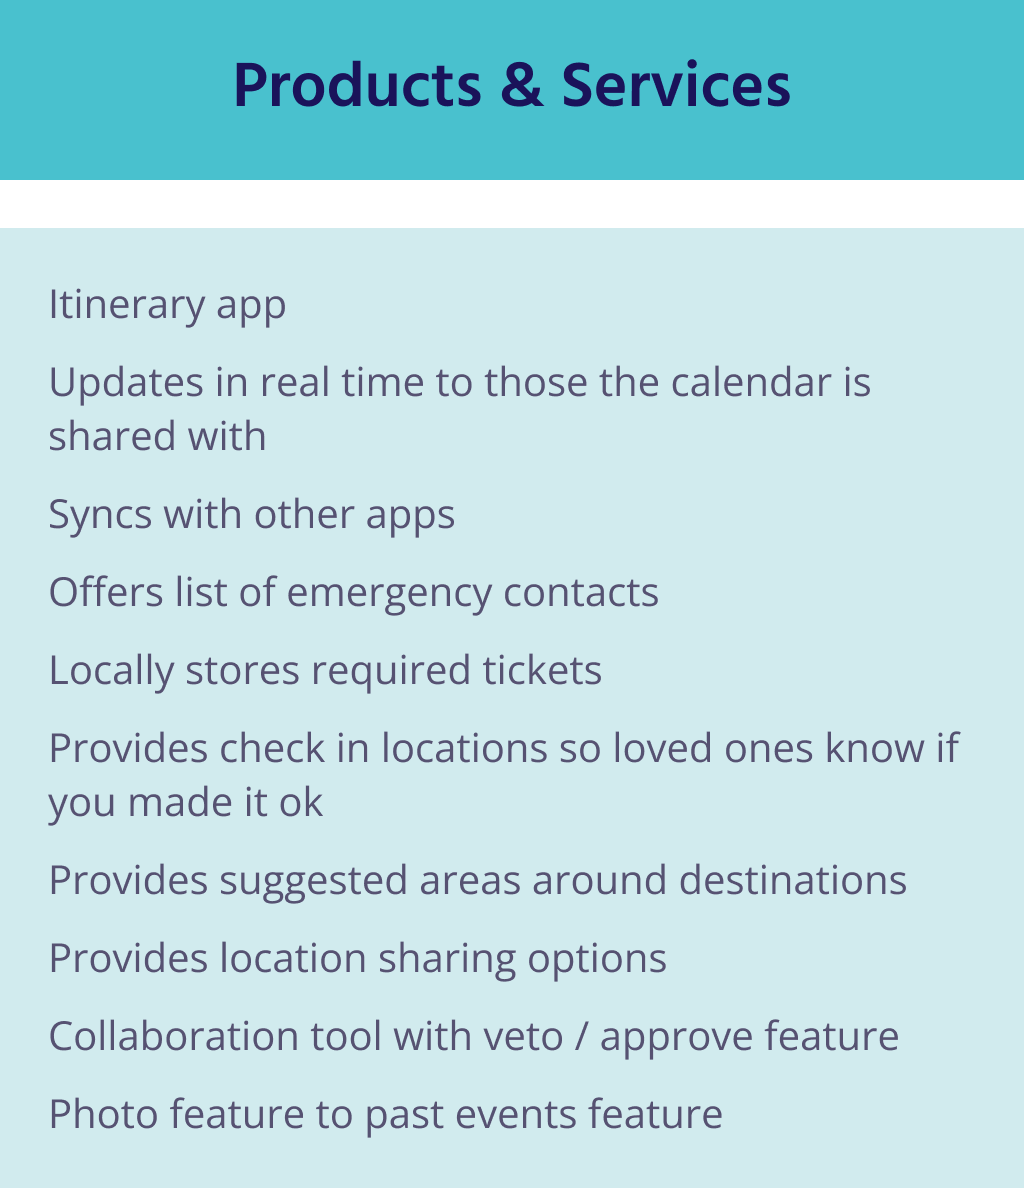 Products & Services
Itinerary app
Updates in real time to those the calendar is
shared with
Syncs with other apps
Offers list of emergency contacts
Locally stores required tickets
Provides check in locations so loved ones know if
you made it ok
Provides suggested areas around destinations
Provides location sharing options
Collaboration tool with veto / approve feature
Photo feature to past events feature